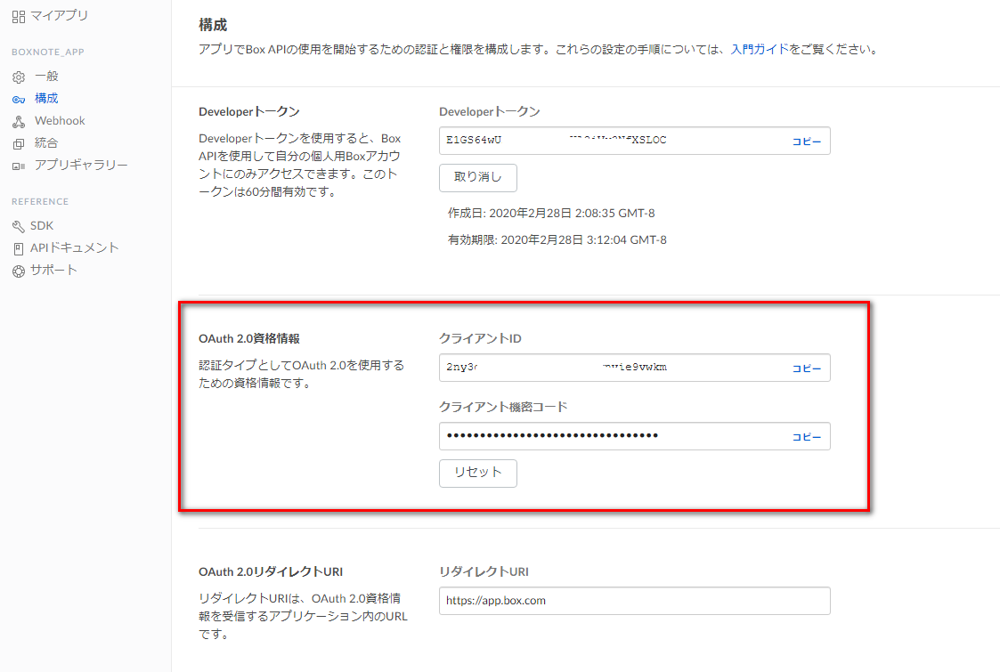 マイアプリ
BOXNOTE_APP
一般
構成
Webhook
統合
アプリギャラリー
REFERENCE
SDK
APIドキュメント
サポート
構成
アプリでBox APIの使用を開始するための認証と権限を構成します。これらの設定の手順については、入門ガイドをご覧ください。
Developerトークン
Developerトークンを使用すると、Box
APIを使用して自分の個人用Boxアカウ
ントにのみアクセスできます。このト
ークンは60分間有効です。
Developerトークン
コピー
取り消し
作成日: 2020年2月28日 2:08:35 GMT-8
有効期限: 2020年2月28日 3:12:04 GMT-8
OAuth 2.0資格情報
認証タイプとしてOAuth 2.0を使用する
ための資格情報です。
クライアントID
コピー
クライアント機密コード
••••••••••••••••••••••••••••••••
コピー
リセット
OAuth 2.0リダイレクトURI
リダイレクトURIは、OAuth 2.0資格情
報を受信するアプリケーション内のURL
です。
リダイレクトURI
https://app.box.com